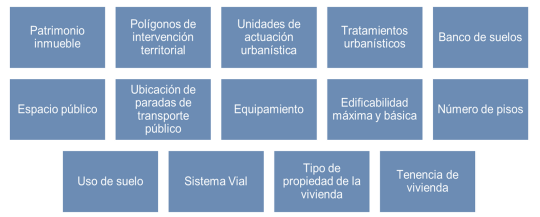 Patrimonio
inmueble
Polígonos de
intervención
territorial
Unidades de
actuación
urbanística
Tratamientos
urbanísticos
Banco de suelos
Espacio público
Ubicación de
paradas de
transporte
público
Equipamiento
Edificabilidad
máxima y básica
Número de pisos
Uso de suelo
Sistema Vial
Tipo de
propiedad de la
vivienda
Tenencia de
vivienda